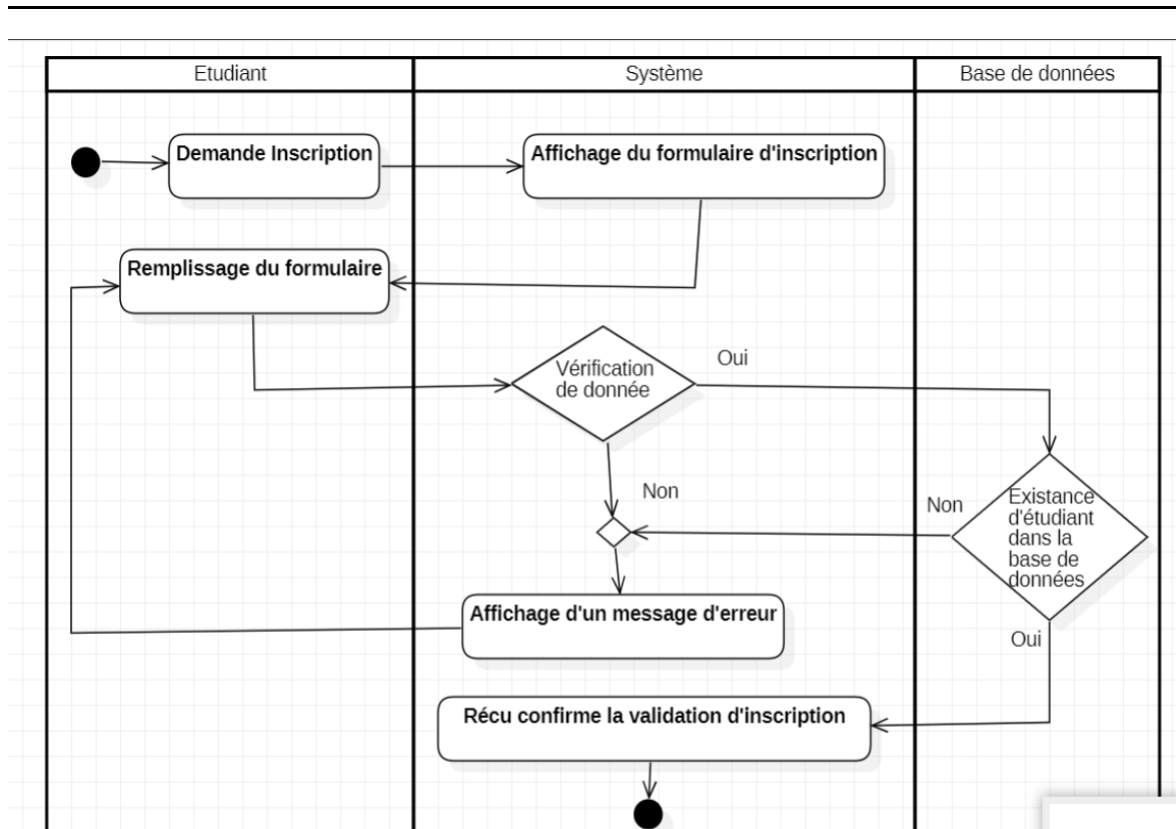 Etudiant
Système
Base de données
Demande Inscription
Affichage du formulaire d'inscription
Remplissage du formulaire
Vérification
de donnée
Oui
Non
Non
Existance
d'étudiant
dans la
base de
données
Affichage d'un message d'erreur
Oui
Récu confirme la validation d'inscription